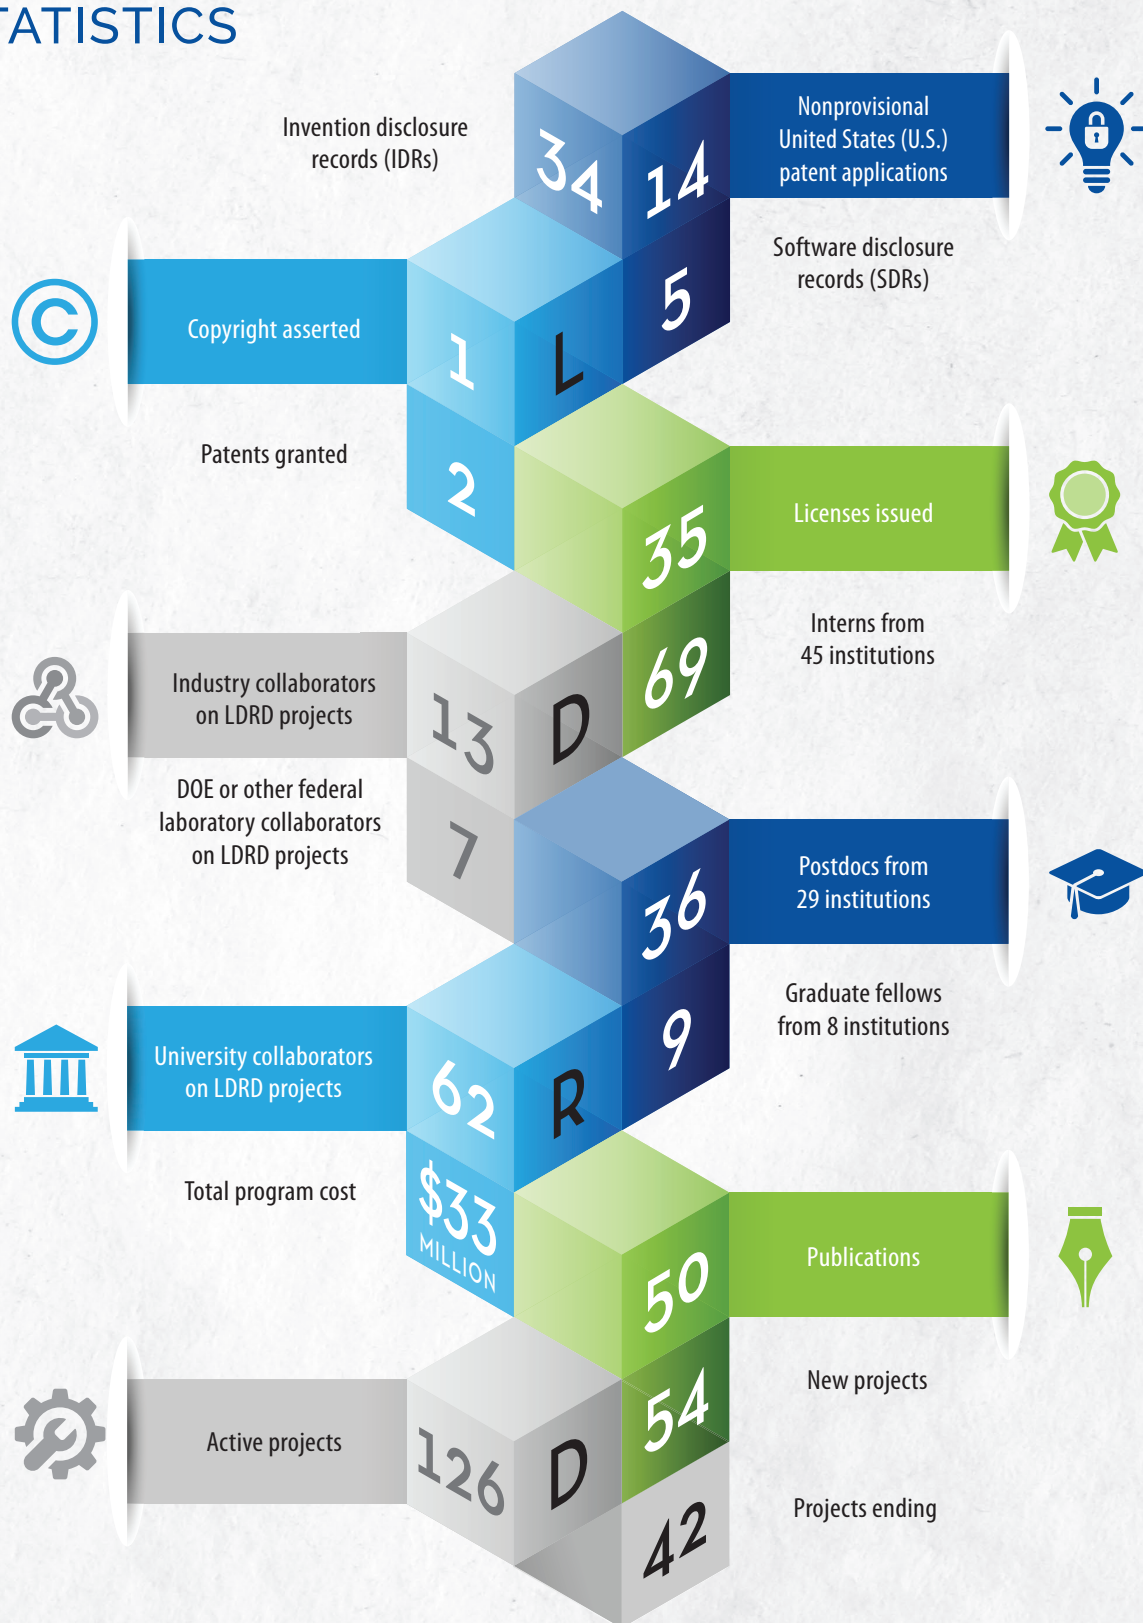 TATISTICS
Invention disclosure
records (IDRs)
34
14
Nonprovisional
United States (U.S.)
patent applications
Software disclosure
records (SDRs)
5
Copyright asserted
1
L
Patents granted
2
35
Licenses issued
Interns from
45 institutions
69
Industry collaborators
on LDRD projects
13
D
DOE or other federal
laboratory collaborators
on LDRD projects
7
36
Postdocs from
29 institutions
Graduate fellows
from 8 institutions
9
University collaborators
on LDRD projects
62
R
Total program cost
$33
MILLION
50
Publications
New projects
54
Active projects
126
D
Projects ending
42